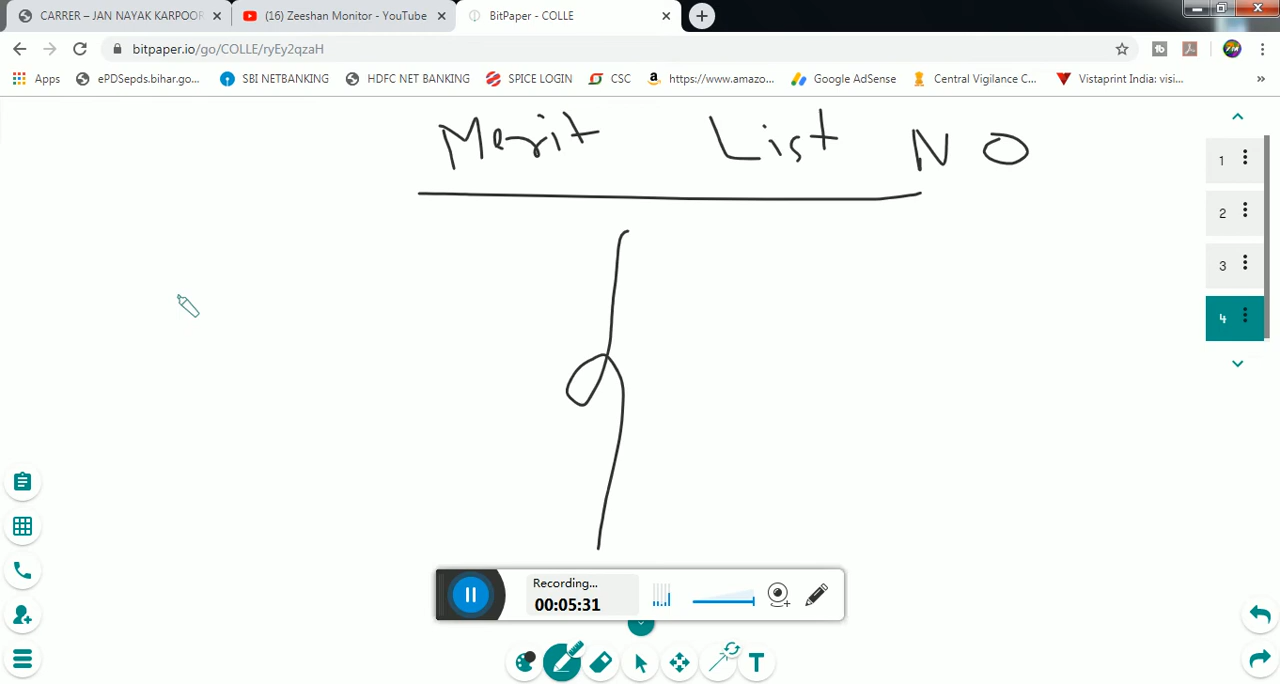 CARRER – JAN NAYAK KARPOOR
(16) Zeeshan Monitor - YouTube
BitPaper - COLLE
bitpaper.io/go/COLLE/ryEy2qzaH
Apps
ePDSepds.bihar.go...
SBI NETBANKING
HDFC NET BANKING
SPICE LOGIN
CSC
https://www.amazo...
Google AdSense
Central Vigilance C...
Vistaprint India: visi...
»
Merit List NO
1
2
3
4
Recording...
00:05:31
T